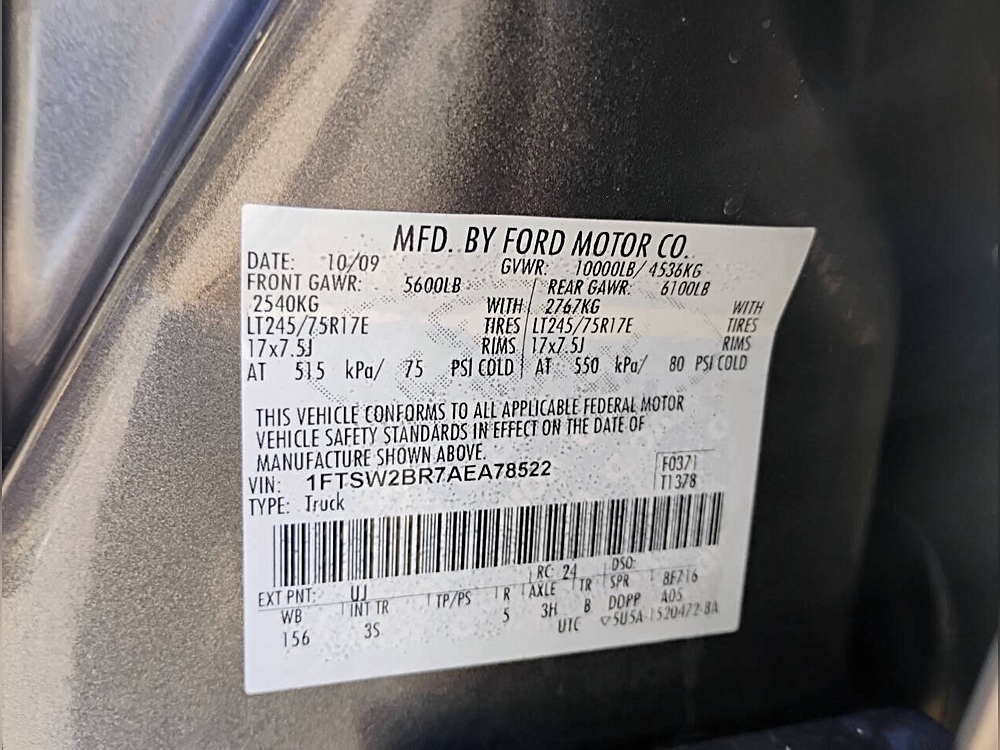 MFD. BY FORD MOTOR CO.
DATE: 10/09 GVWR: 10000LB/ 4536KG
FRONT GAWR: 5600LB REAR GAWR: 6100LB
2540KG WITH 2767KG WITH
LT245/75R17E TIRES LT245/75R17E TIRES
17x7.5J RIMS 17x7.5J RIMS
AT 515 kPa/ 75 PSI COLD AT 550 kPa/ 80 PSI COLD
THIS VEHICLE CONFORMS TO ALL APPLICABLE FEDERAL MOTOR
VEHICLE SAFETY STANDARDS IN EFFECT ON THE DATE OF
MANUFACTURE SHOWN ABOVE.
VIN: 1FTSW2BR7AEA78522 F0371
TYPE: Truck T1378
EXT PNT: UJ RC: 24 DSO:
WB INT TR TP/PS R AXLE TR SPR 8F716
156 3S 5 3H B DDPP A05
UTC ▽5U5A-1520472-BA